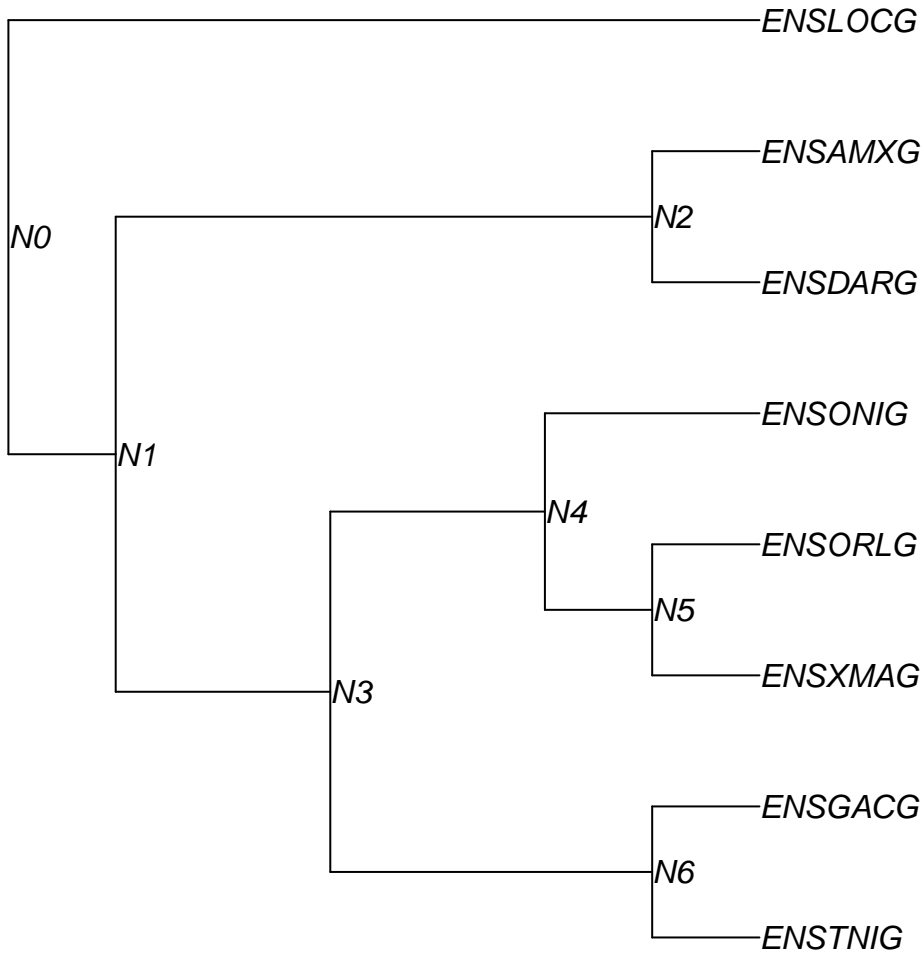 ENSLOCG
ENSAMXG
N2
N0
ENSDARG
ENSONIG
N1
N4
ENSORLG
N5
ENSXMAG
N3
ENSGACG
N6
ENSTNIG